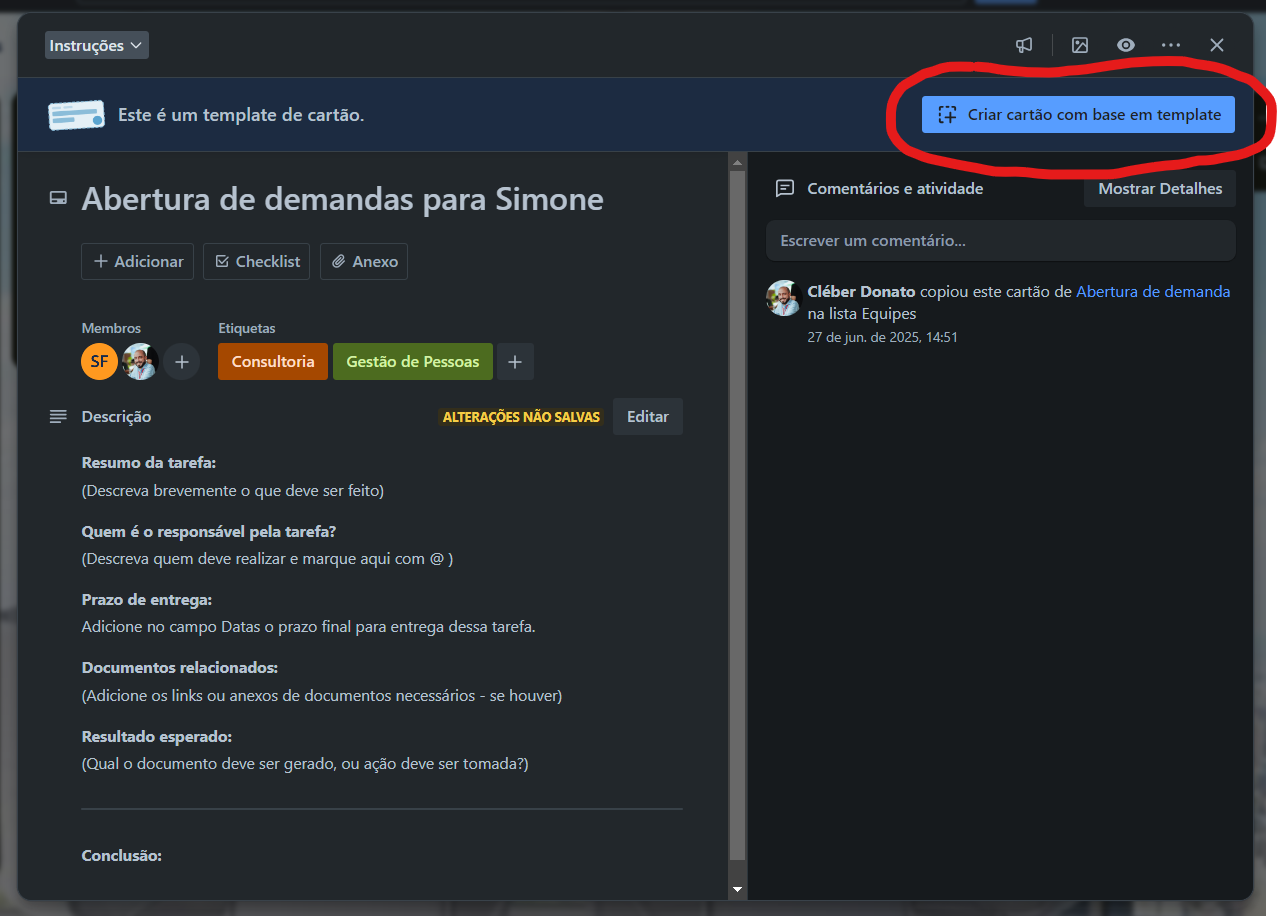 Instruções
Este é um template de cartão.
Criar cartão com base em template
Abertura de demandas para Simone
Adicionar
Checklist
Anexo
Membros
Etiquetas
SF
Consultoria
Gestão de Pessoas
Descrição
ALTERAÇÕES NÃO SALVAS
Editar
Resumo da tarefa:
(Descreva brevemente o que deve ser feito)
Quem é o responsável pela tarefa?
(Descreva quem deve realizar e marque aqui com @ )
Prazo de entrega:
Adicione no campo Datas o prazo final para entrega dessa tarefa.
Documentos relacionados:
(Adicione os links ou anexos de documentos necessários - se houver)
Resultado esperado:
(Qual o documento deve ser gerado, ou ação deve ser tomada?)
Conclusão:
Comentários e atividade
Mostrar Detalhes
Escrever um comentário...
Cléber Donato copiou este cartão de Abertura de demanda
na lista Equipes
27 de jun. de 2025, 14:51